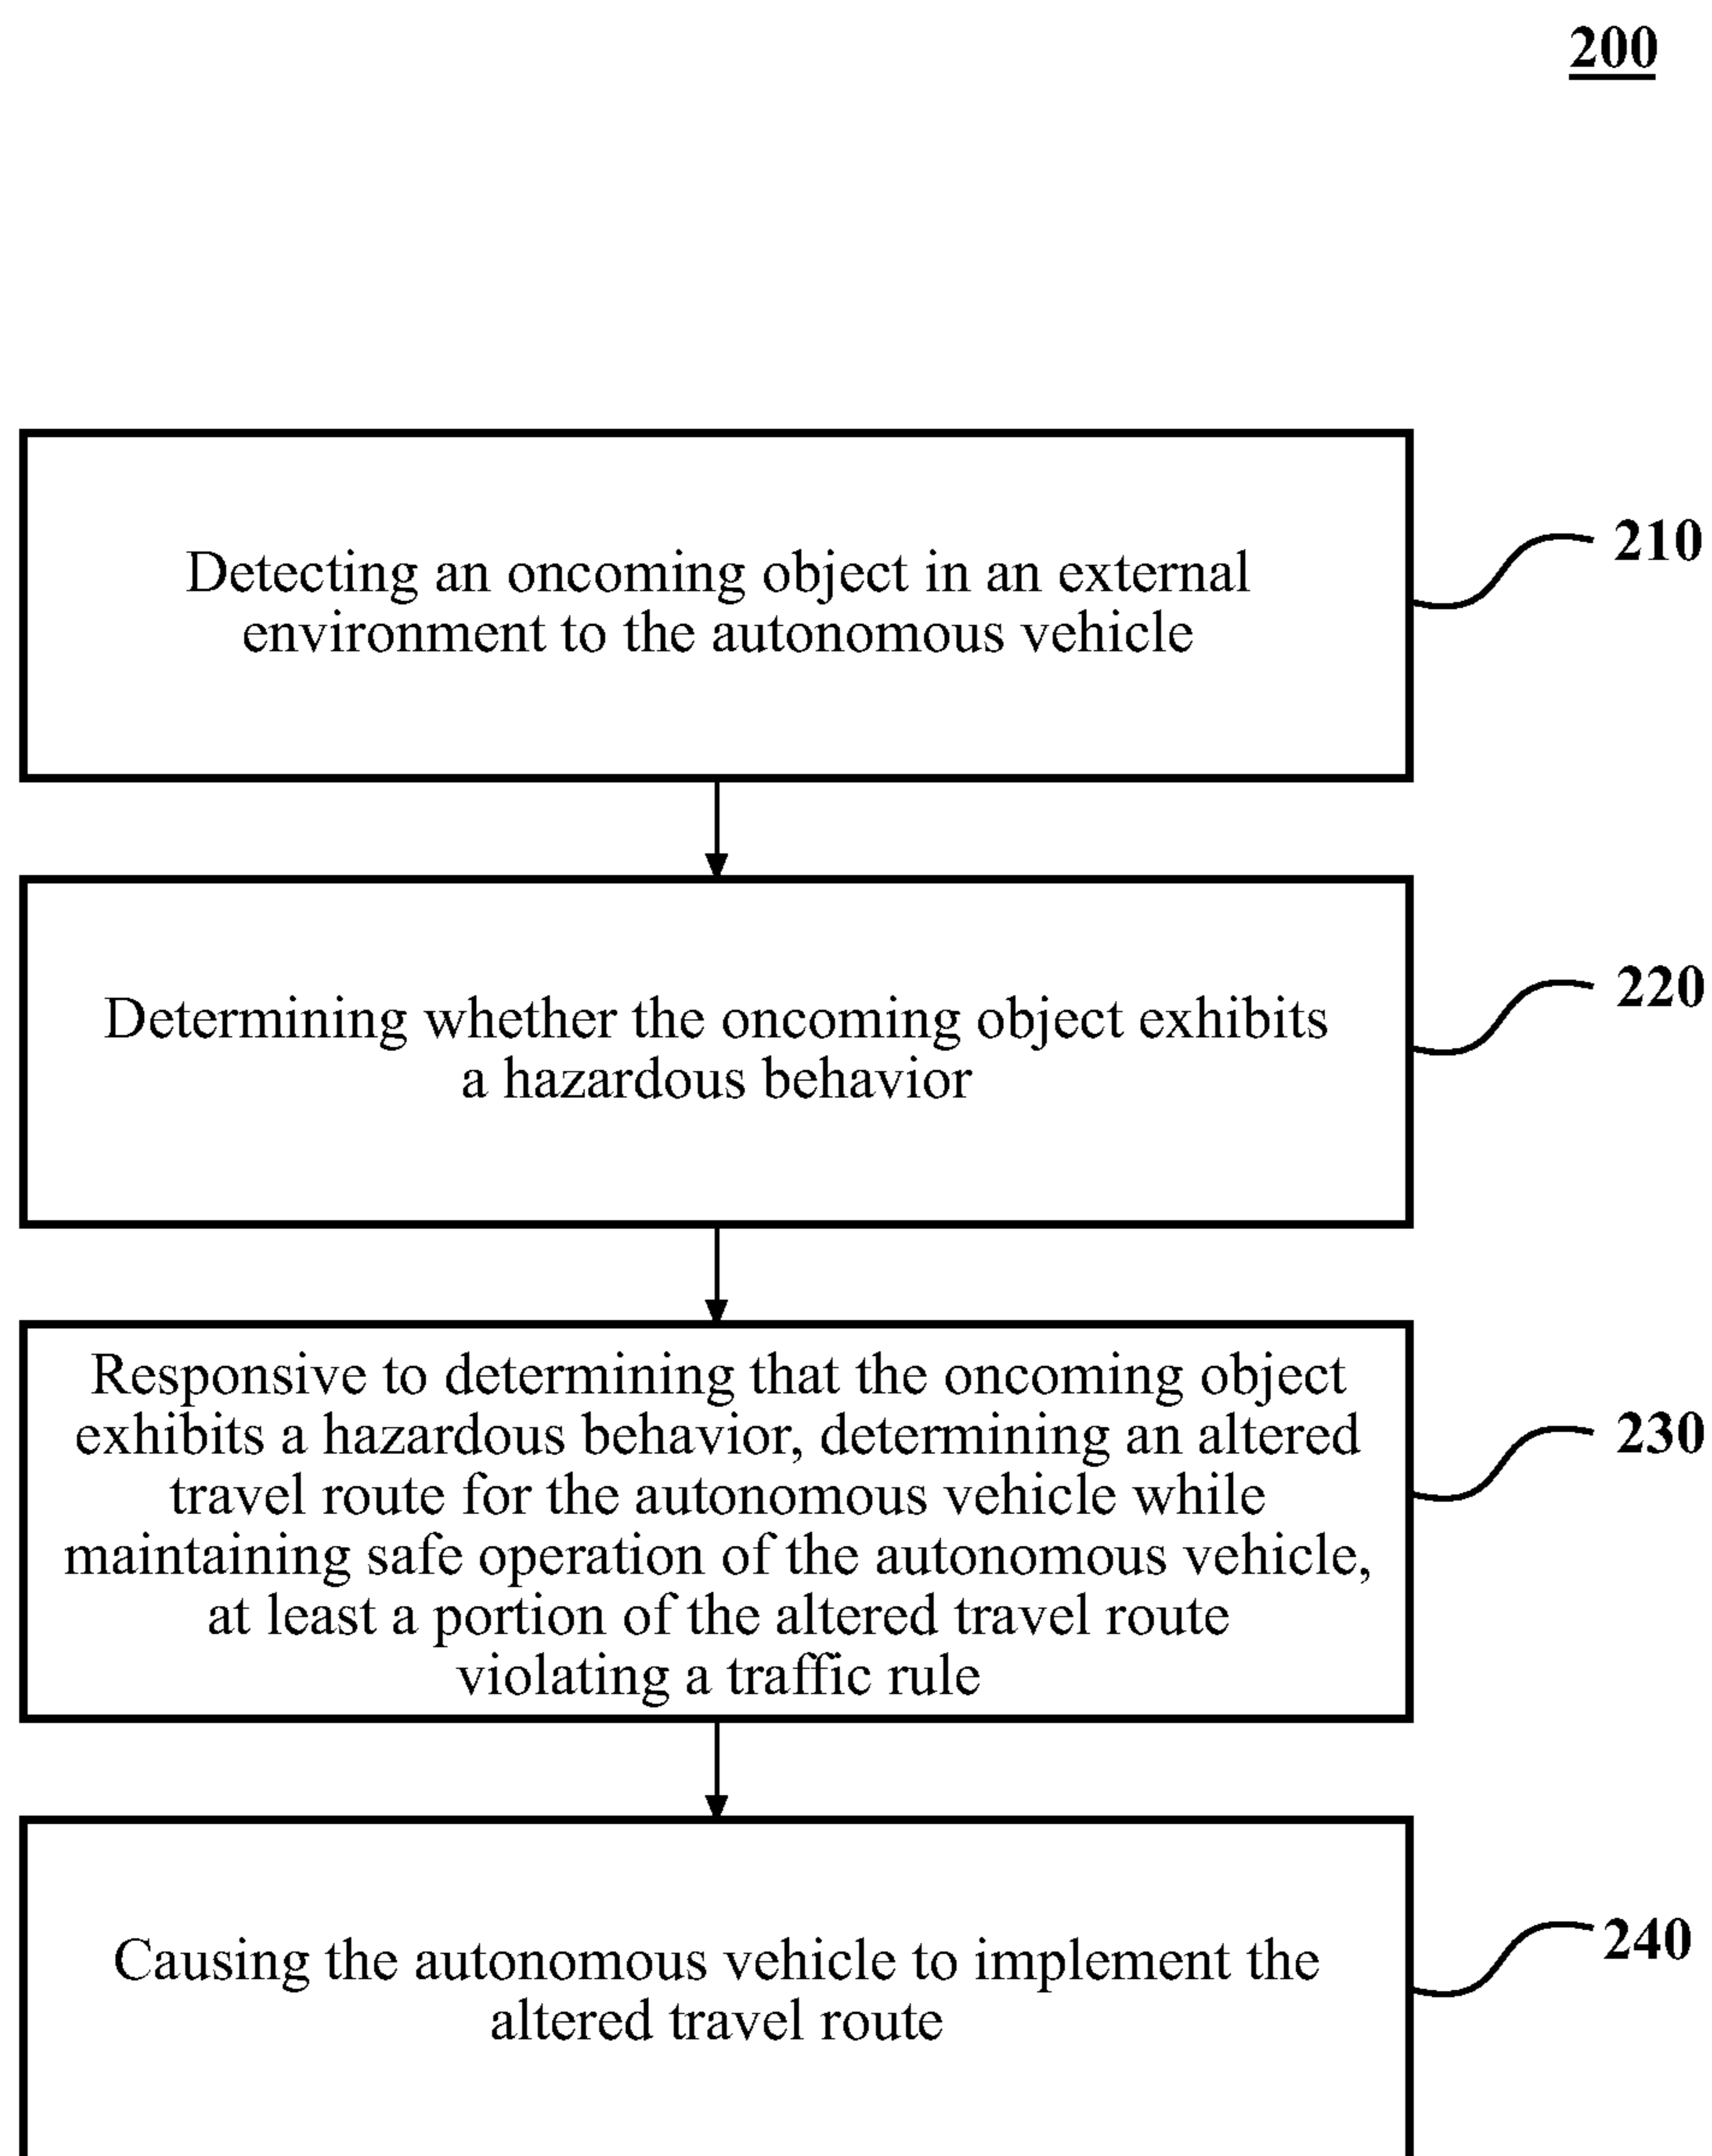 200
Detecting an oncoming object in an external
environment to the autonomous vehicle
210
Determining whether the oncoming object exhibits
a hazardous behavior
220
Responsive to determining that the oncoming object
exhibits a hazardous behavior, determining an altered
travel route for the autonomous vehicle while
maintaining safe operation of the autonomous vehicle,
at least a portion of the altered travel route
violating a traffic rule
230
Causing the autonomous vehicle to implement the
altered travel route
240